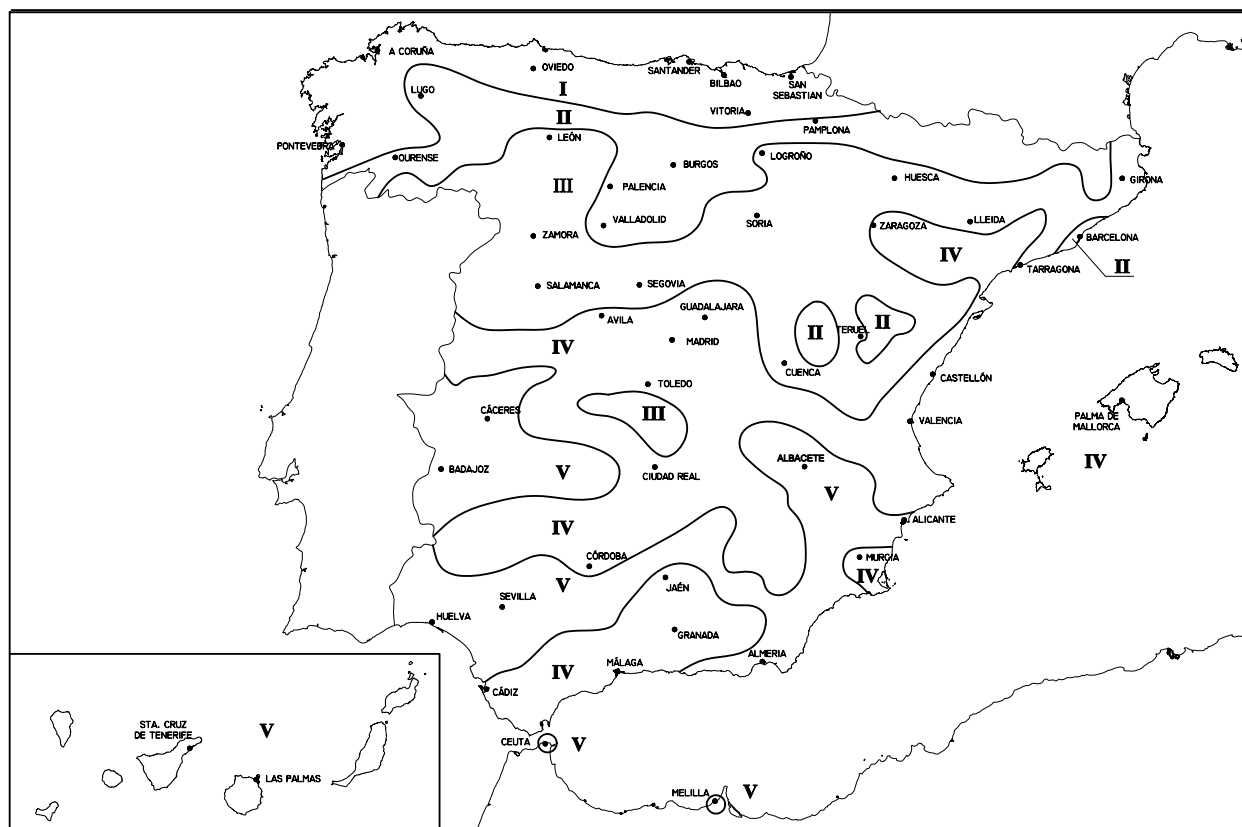 A CORUÑA
OVIEDO
SANTANDER
BILBAO
SAN
SEBASTIAN
LUGO
I
VITORIA
II
PAMPLONA
LEÓN
PONTEVEDRA
OURENSE
BURGOS
LOGROÑO
HUESCA
GIRONA
III
PALENCIA
VALLADOLID
SORIA
ZARAGOZA
LLEIDA
BARCELONA
ZAMORA
IV
TARRAGONA
II
SALAMANCA
SEGOVIA
AVILA
GUADALAJARA
II
TERUEL
II
IV
MADRID
CUENCA
TOLEDO
CASTELLÓN
CÁCERES
III
VALENCIA
PALMA DE
MALLORCA
IV
BADAJOZ
V
CIUDAD REAL
ALBACETE
V
IV
ALICANTE
CÓRDOBA
MURCIA
IV
V
JAÉN
SEVILLA
HUELVA
GRANADA
ALMERIA
MÁLAGA
IV
CÁDIZ
STA. CRUZ
DE TENERIFE
V
LAS PALMAS
CEUTA
V
MELILLA
V